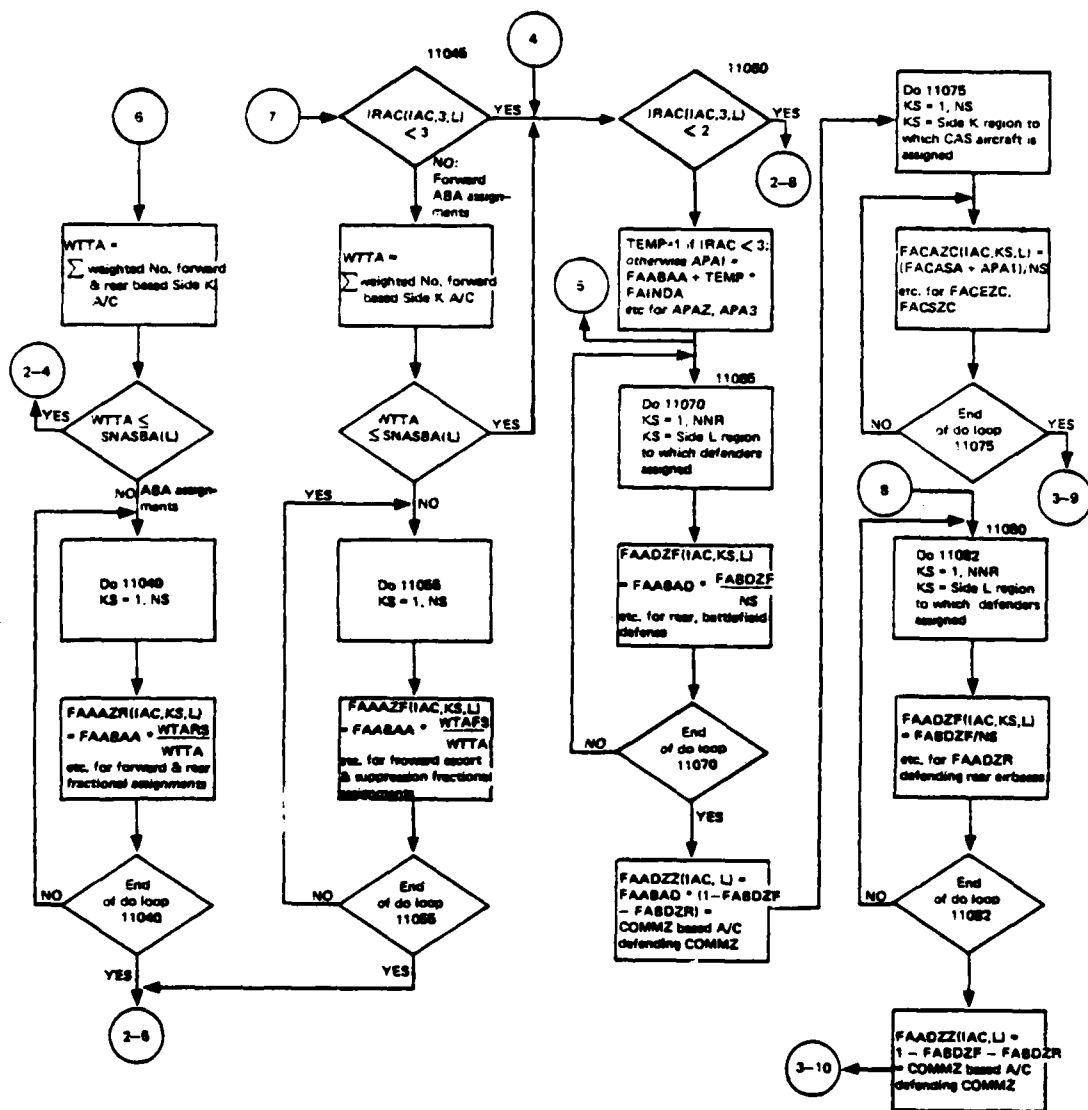 6
WTTA =
∑ weighted No. forward
& rear based Side K
A/C
2-4
YES
WTTA ≤
SNASBA(L)
NO
ABA assign-
ments
Do 11040
KS = 1, NS
FAAAZR(IAC,KS,L)
= FAABAA * WTARS
WTTA
etc. for forward & rear
fractional assignments
NO
End
of do loop
11040
YES
2-6
7
11045
IRAC(IAC,3,L)
< 3
YES
NO:
Forward
ABA assign-
ments
WTTA =
∑ weighted No. forward
based Side K A/C
WTTA
≤ SNASBA(L)
YES
YES
NO
Do 11055
KS = 1, NS
FAAAZF(IAC,KS,L)
= FAABAA * WTAFS
WTTA
etc. for froward escort
& suppression fractional
assignments
NO
End
of do loop
11055
YES
4
11060
IRAC(IAC,3,L)
< 2
YES
2-8
TEMP=1 if IRAC < 3;
otherwise APA1 =
FAABAA + TEMP *
FAINDA
etc for APAZ, APA3
5
11065
Do 11070
KS = 1, NNR
KS = Side L region
to which defenders
assigned
FAADZF(IAC,KS,L)
= FAABAD * FABDZF
NS
etc. for rear, battlefield
defense
NO
End
of do loop
11070
YES
FAADZZ(IAC, L) =
FAABAD * (1-FABDZF
- FABDZR) =
COMMZ based A/C
defending COMMZ
Do 11075
KS = 1, NS
KS = Side K region to
which CAS aircraft is
assigned
FACAZC(IAC,KS,L) =
(FACASA + APA1)/NS
etc. for FACEZC,
FACSZC
NO
End
of do loop
11075
YES
3-9
8
11080
Do 11082
KS = 1, NNR
KS = Side L region
to which defenders
assigned
FAADZF(IAC,KS,L)
= FABDZF/NS
etc. for FAADZR
defending rear airbases
NO
End
of do loop
11082
FAADZZ(IAC,L) =
1 - FABDZF - FABDZR
= COMMZ based A/C
defending COMMZ
3-10